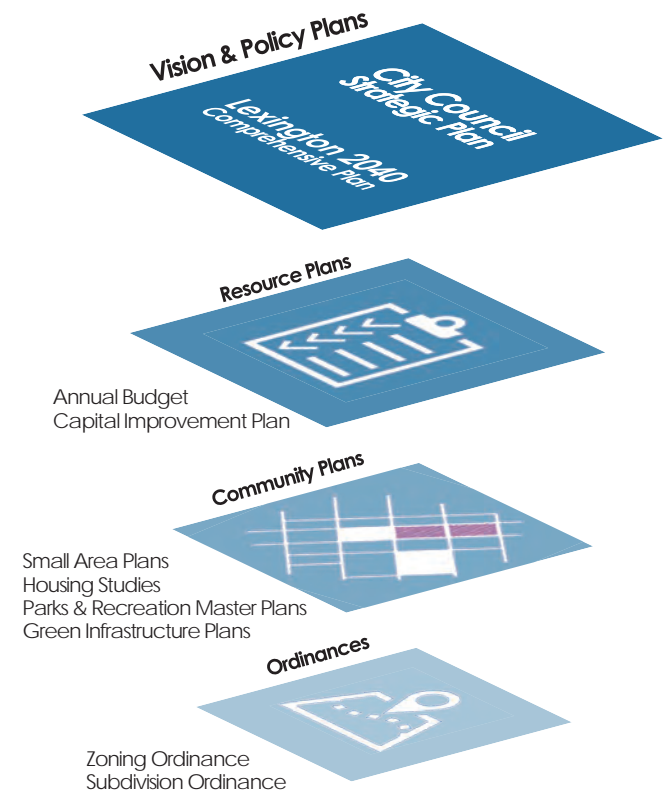 Vision & Policy Plans
City Council
Strategic Plan
Lexington 2040
Comprehensive Plan
Resource Plans
Annual Budget
Capital Improvement Plan
Community Plans
Small Area Plans
Housing Studies
Parks & Recreation Master Plans
Green Infrastructure Plans
Ordinances
Zoning Ordinance
Subdivision Ordinance